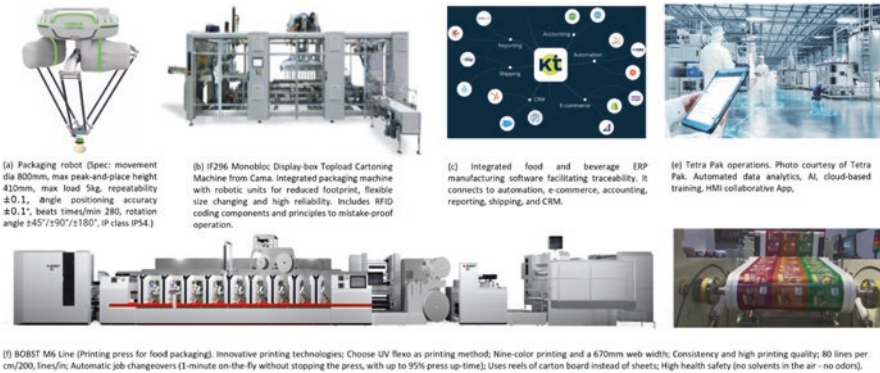 Accounting
Reporting
Automation
kt
Shipping
CRM
E-commerce
(a) Packaging robot (Spec: movement
dia 800mm, max peak-and-place height
410mm, max load 5kg, repeatability
±0.1, angle positioning accuracy
±0.1°, beats times/min 280, rotation
angle ±45°/±90°/±180°, IP class IP54.)
(b) IF296 Monobloc Display-box Topload Cartoning
Machine from Cama. Integrated packaging machine
with robotic units for reduced footprint, flexible
size changing and high reliability. Includes RFID
coding components and principles to mistake-proof
operation.
(c) Integrated food and beverage ERP
manufacturing software facilitating traceability. It
connects to automation, e-commerce, accounting,
reporting, shipping, and CRM.
(e) Tetra Pak operations. Photo courtesy of Tetra
Pak. Automated data analytics, AI, cloud-based
training, HMI collaborative App,
BOBST
(f) BOBST M6 Line (Printing press for food packaging). Innovative printing technologies; Choose UV flexo as printing method; Nine-color printing and a 670mm web width; Consistency and high printing quality; 80 lines per
cm/200, lines/in; Automatic job changeovers (1-minute on-the-fly without stopping the press, with up to 95% press up-time); Uses reels of carton board instead of sheets; High health safety (no solvents in the air - no odors).